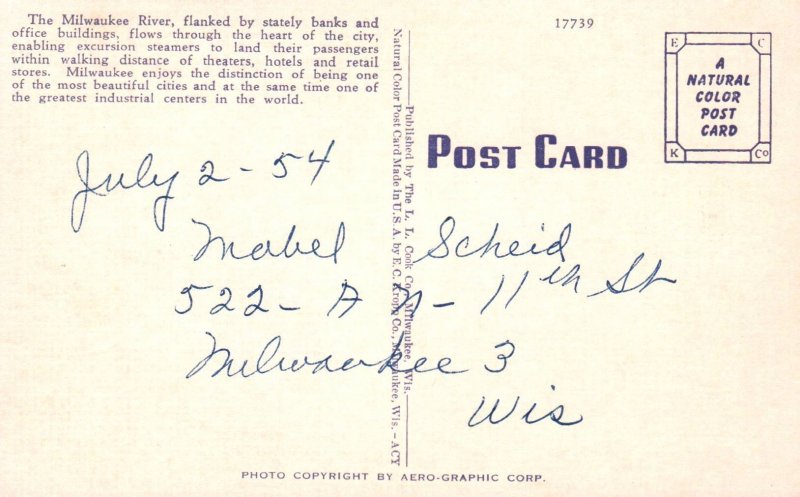 The Milwaukee River, flanked by stately banks and
office buildings, flows through the heart of the city,
enabling excursion steamers to land their passengers
within walking distance of theaters, hotels and retail
stores. Milwaukee enjoys the distinction of being one
of the most beautiful cities and at the same time one of
the greatest industrial centers in the world.
17739
E C
A
NATURAL
COLOR
POST
CARD
K Co
POST CARD
—Published by The L. L. Cook Co., Milwaukee, Wis.—
Natural Color Post Card Made in U.S.A. by E. C. Kropp Co., Milwaukee, Wis. – ACY
July 2 - 54
Mabel Scheid
522 - A N - 11th St
Milwaukee 3
Wis
PHOTO COPYRIGHT BY AERO-GRAPHIC CORP.